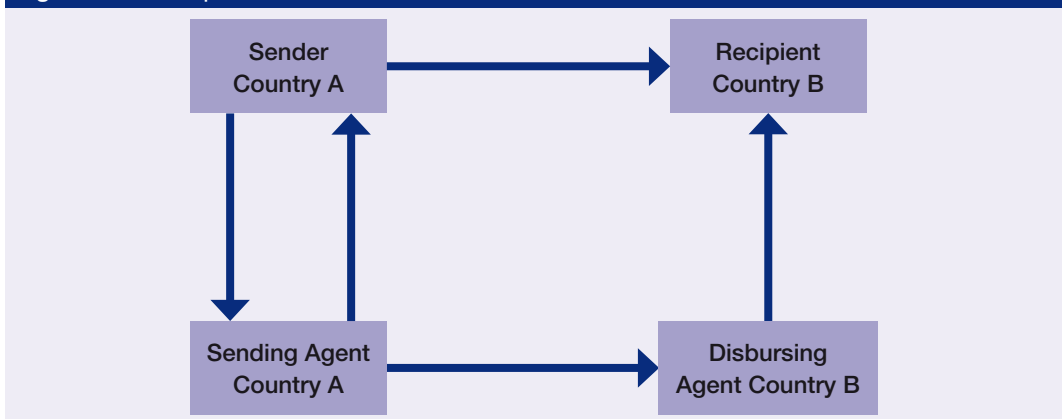 Sender
Country A
Recipient
Country B
Sending Agent
Country A
Disbursing
Agent Country B